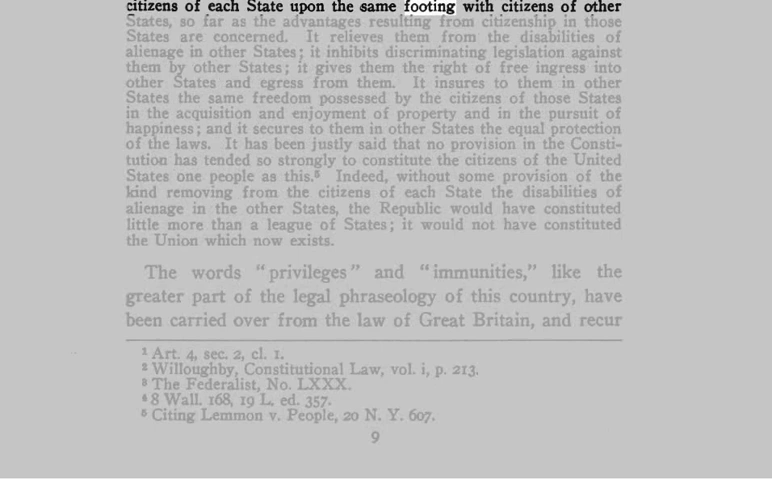 citizens of each State upon the same footing with citizens of other
States, so far as the advantages resulting from citizenship in those
States are concerned. It relieves them from the disabilities of
alienage in other States; it inhibits discriminating legislation against
them by other States; it gives them the right of free ingress into
other States and egress from them. It insures to them in other
States the same freedom possessed by the citizens of those States
in the acquisition and enjoyment of property and in the pursuit of
happiness; and it secures to them in other States the equal protection
of the laws. It has been justly said that no provision in the Consti-
tution has tended so strongly to constitute the citizens of the United
States one people as this.⁵ Indeed, without some provision of the
kind removing from the citizens of each State the disabilities of
alienage in the other States, the Republic would have constituted
little more than a league of States; it would not have constituted
the Union which now exists.
The words "privileges" and "immunities," like the
greater part of the legal phraseology of this country, have
been carried over from the law of Great Britain, and recur
¹ Art. 4, sec. 2, cl. 1.
² Willoughby, Constitutional Law, vol. i, p. 213.
³ The Federalist, No. LXXX.
⁴ 8 Wall. 168, 19 L. ed. 357.
⁵ Citing Lemmon v. People, 20 N. Y. 607.
9